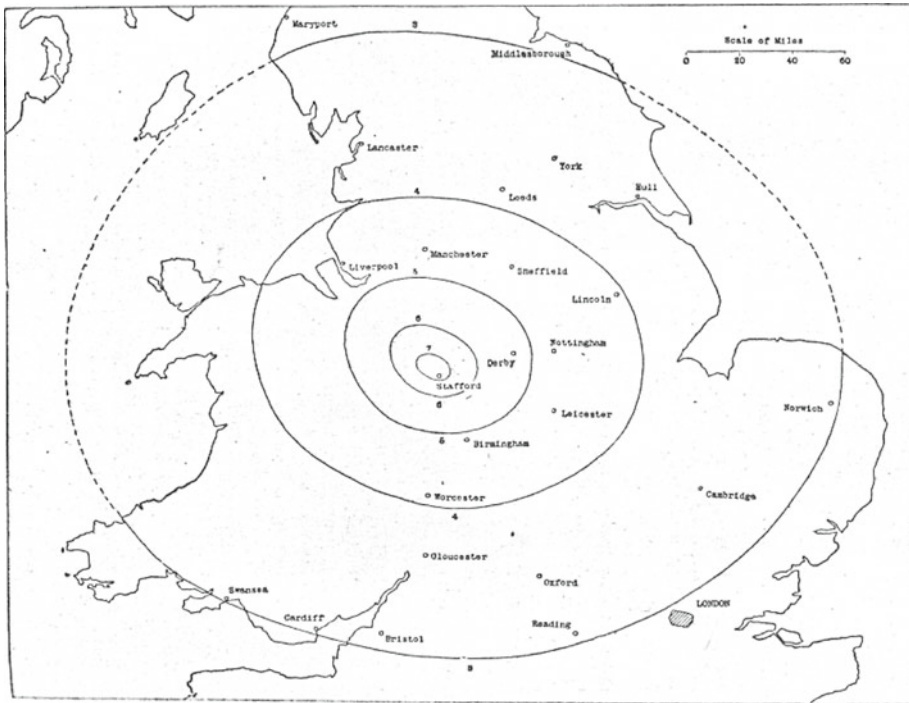 Maryport
3
Middlesborough
Scale of Miles
0 20 40 60
Lancaster
York
Leeds
Hull
4
Manchester
Liverpool
Sheffield
5
Lincoln
6
Nottingham
7
Derby
Stafford
6
Leicester
Norwich
5
Birmingham
Worcester
Cambridge
4
Gloucester
Oxford
Swansea
LONDON
Cardiff
Reading
Bristol
3